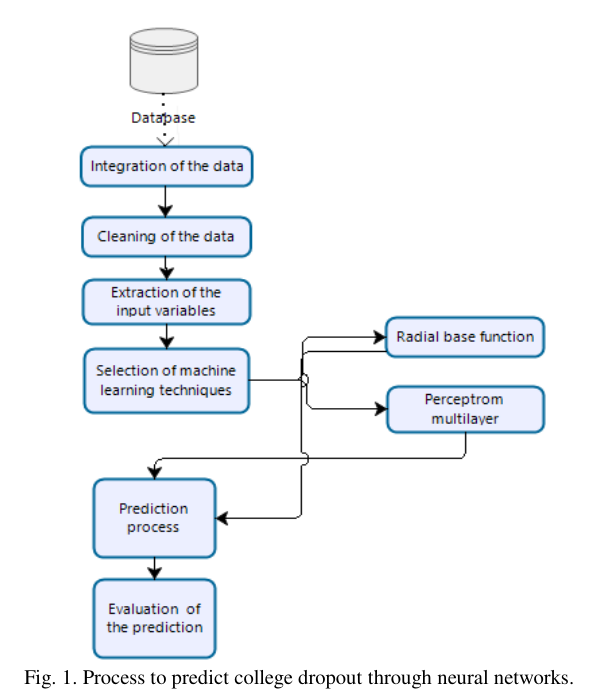 Database
Integration of the data
Cleaning of the data
Extraction of the
input variables
Selection of machine
learning techniques
Radial base function
Perceptrom
multilayer
Prediction
process
Evaluation of
the prediction
Fig. 1. Process to predict college dropout through neural networks.